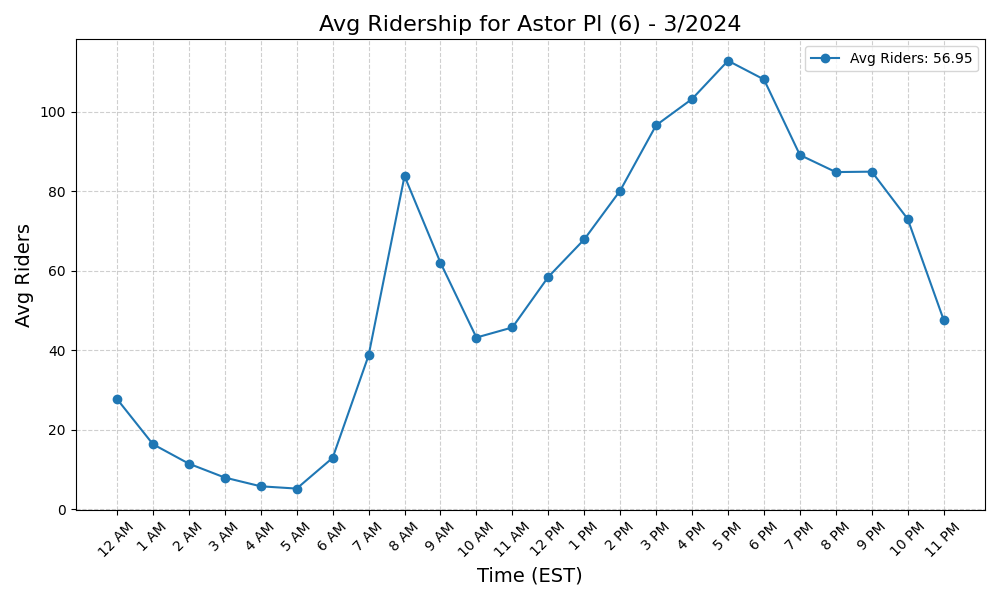 Avg Ridership for Astor Pl (6) - 3/2024
Avg Riders: 56.95
Avg Riders
100
80
60
40
20
0
12 AM
1 AM
2 AM
3 AM
4 AM
5 AM
6 AM
7 AM
8 AM
9 AM
10 AM
11 AM
12 PM
1 PM
2 PM
3 PM
4 PM
5 PM
6 PM
7 PM
8 PM
9 PM
10 PM
11 PM
Time (EST)